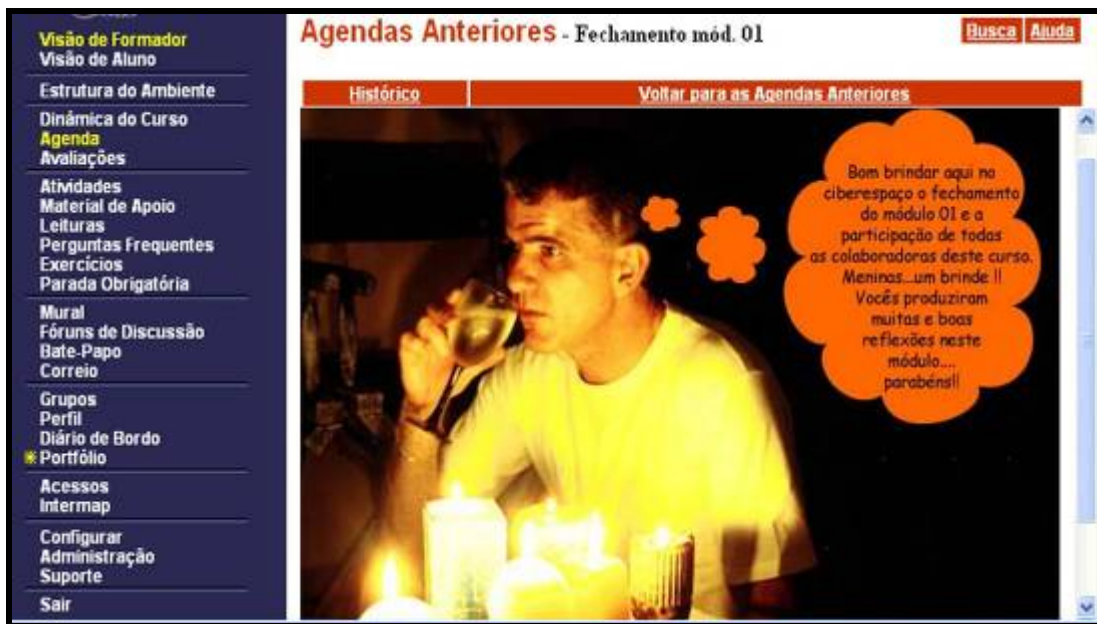 Visão de Formador
Visão de Aluno
Estrutura do Ambiente
Dinâmica do Curso
Agenda
Avaliações
Atividades
Material de Apoio
Leituras
Perguntas Frequentes
Exercícios
Parada Obrigatória
Mural
Fóruns de Discussão
Bate-Papo
Correio
Grupos
Perfil
Diário de Bordo
Portfólio
Acessos
Intermap
Configurar
Administração
Suporte
Sair
Agendas Anteriores - Fechamento mód. 01
Busca Ajuda
Histórico Voltar para as Agendas Anteriores
Bom brindar aqui no
ciberespaço o fechamento
do módulo 01 e a
participação de todas
as colaboradoras deste curso.
Meninas...um brinde !!
Vocês produziram
muitas e boas
reflexões neste
módulo....
parabéns!!